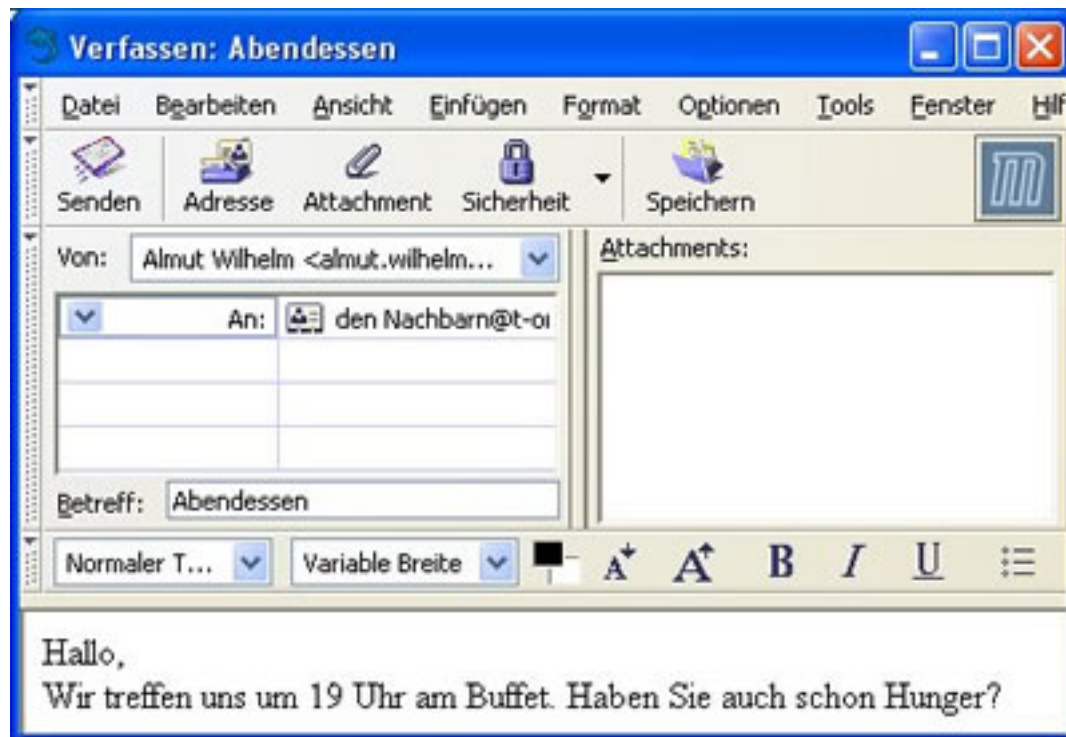 Verfassen: Abendessen
Datei Bearbeiten Ansicht Einfügen Format Optionen Tools Fenster
Senden Adresse Attachment Sicherheit Speichern
Von: Almut Wilhelm <almut.wilhelm...
Attachments:
An: den Nachbarn@t-
Betreff: Abendessen
Normaler T... Variable Breite A A B I U
Hallo,
Wir treffen uns um 19 Uhr am Buffet. Haben Sie auch schon Hunger?